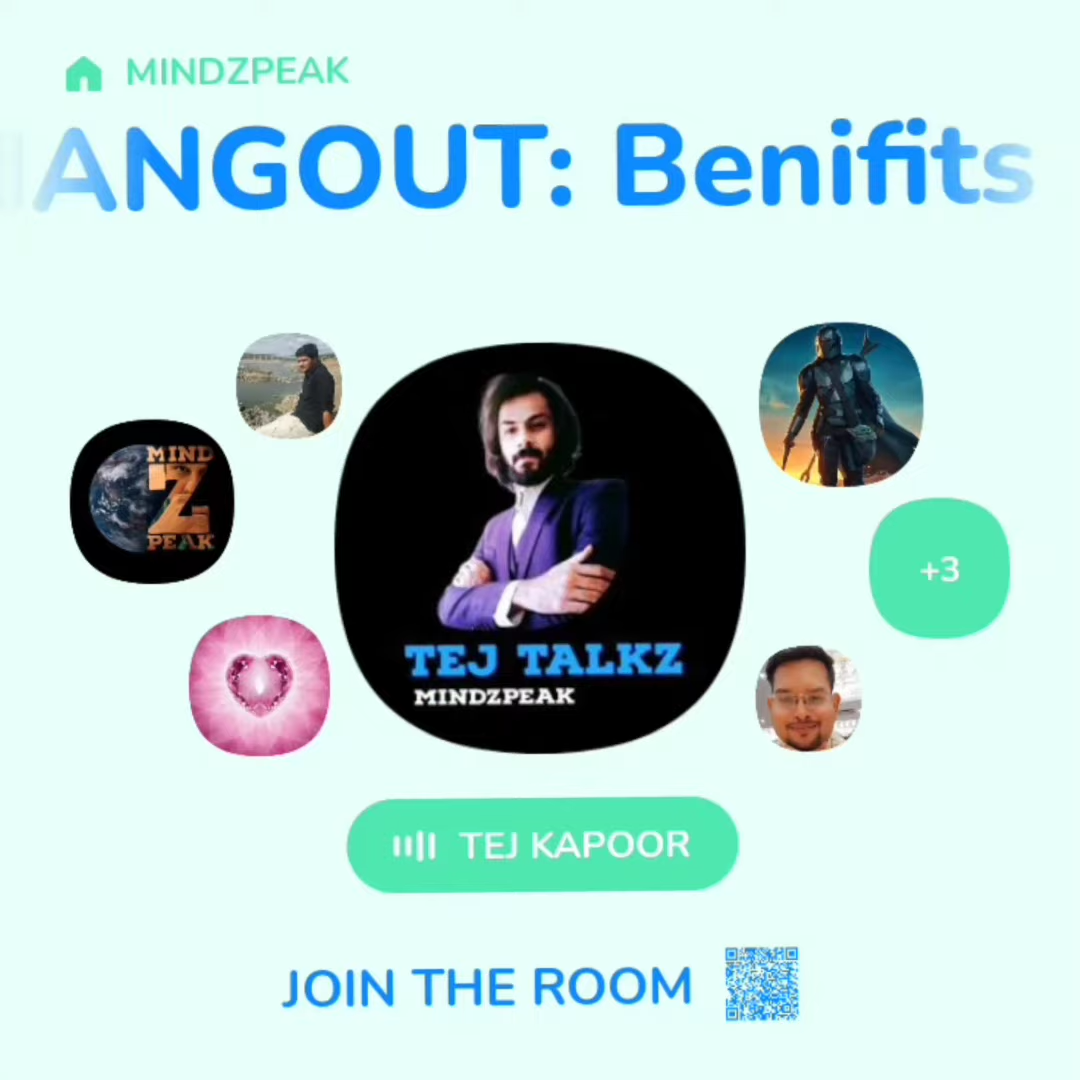 MINDZPEAK
ANGOUT: Benifits
MIND
Z
PEAK
TEJ TALKZ
MINDZPEAK
+3
TEJ KAPOOR
JOIN THE ROOM